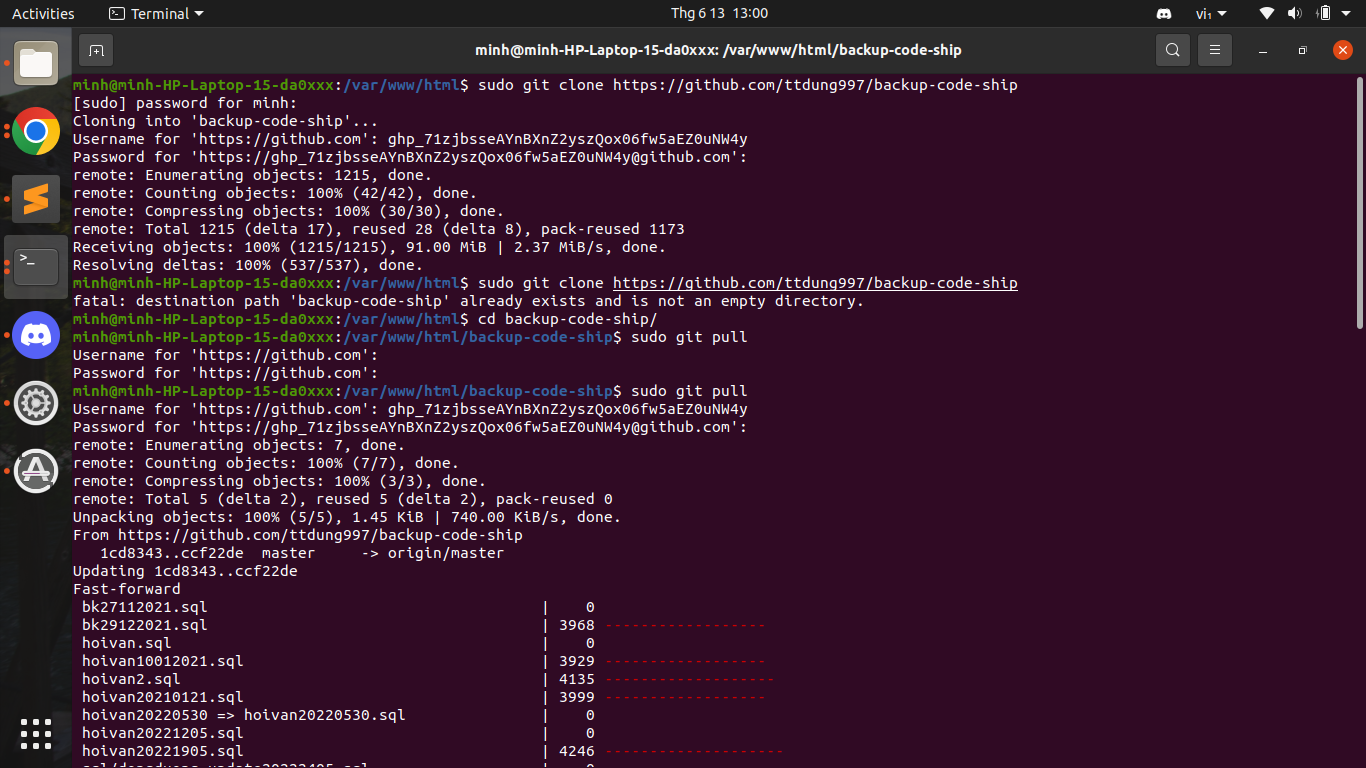 Activities Terminal Thg 6 13 13:00 vi₁
minh@minh-HP-Laptop-15-da0xxx: /var/www/html/backup-code-ship
minh@minh-HP-Laptop-15-da0xxx:/var/www/html$ sudo git clone https://github.com/ttdung997/backup-code-ship
[sudo] password for minh:
Cloning into 'backup-code-ship'...
Username for 'https://github.com': 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
Password for 'https://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@github.com':
remote: Enumerating objects: 1215, done.
remote: Counting objects: 100% (42/42), done.
remote: Compressing objects: 100% (30/30), done.
remote: Total 1215 (delta 17), reused 28 (delta 8), pack-reused 1173
Receiving objects: 100% (1215/1215), 91.00 MiB | 2.37 MiB/s, done.
Resolving deltas: 100% (537/537), done.
minh@minh-HP-Laptop-15-da0xxx:/var/www/html$ sudo git clone https://github.com/ttdung997/backup-code-ship
fatal: destination path 'backup-code-ship' already exists and is not an empty directory.
minh@minh-HP-Laptop-15-da0xxx:/var/www/html$ cd backup-code-ship/
minh@minh-HP-Laptop-15-da0xxx:/var/www/html/backup-code-ship$ sudo git pull
Username for 'https://github.com':
Password for 'https://github.com':
minh@minh-HP-Laptop-15-da0xxx:/var/www/html/backup-code-ship$ sudo git pull
Username for 'https://github.com': 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
Password for 'https://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@github.com':
remote: Enumerating objects: 7, done.
remote: Counting objects: 100% (7/7), done.
remote: Compressing objects: 100% (3/3), done.
remote: Total 5 (delta 2), reused 5 (delta 2), pack-reused 0
Unpacking objects: 100% (5/5), 1.45 KiB | 740.00 KiB/s, done.
From https://github.com/ttdung997/backup-code-ship
1cd8343..ccf22de master -> origin/master
Updating 1cd8343..ccf22de
Fast-forward
bk27112021.sql | 0
bk29122021.sql | 3968 ------------------
hoivan.sql | 0
hoivan10012021.sql | 3929 ------------------
hoivan2.sql | 4135 -------------------
hoivan20210121.sql | 3999 ------------------
hoivan20220530 => hoivan20220530.sql | 0
hoivan20221205.sql | 0
hoivan20221905.sql | 4246 --------------------